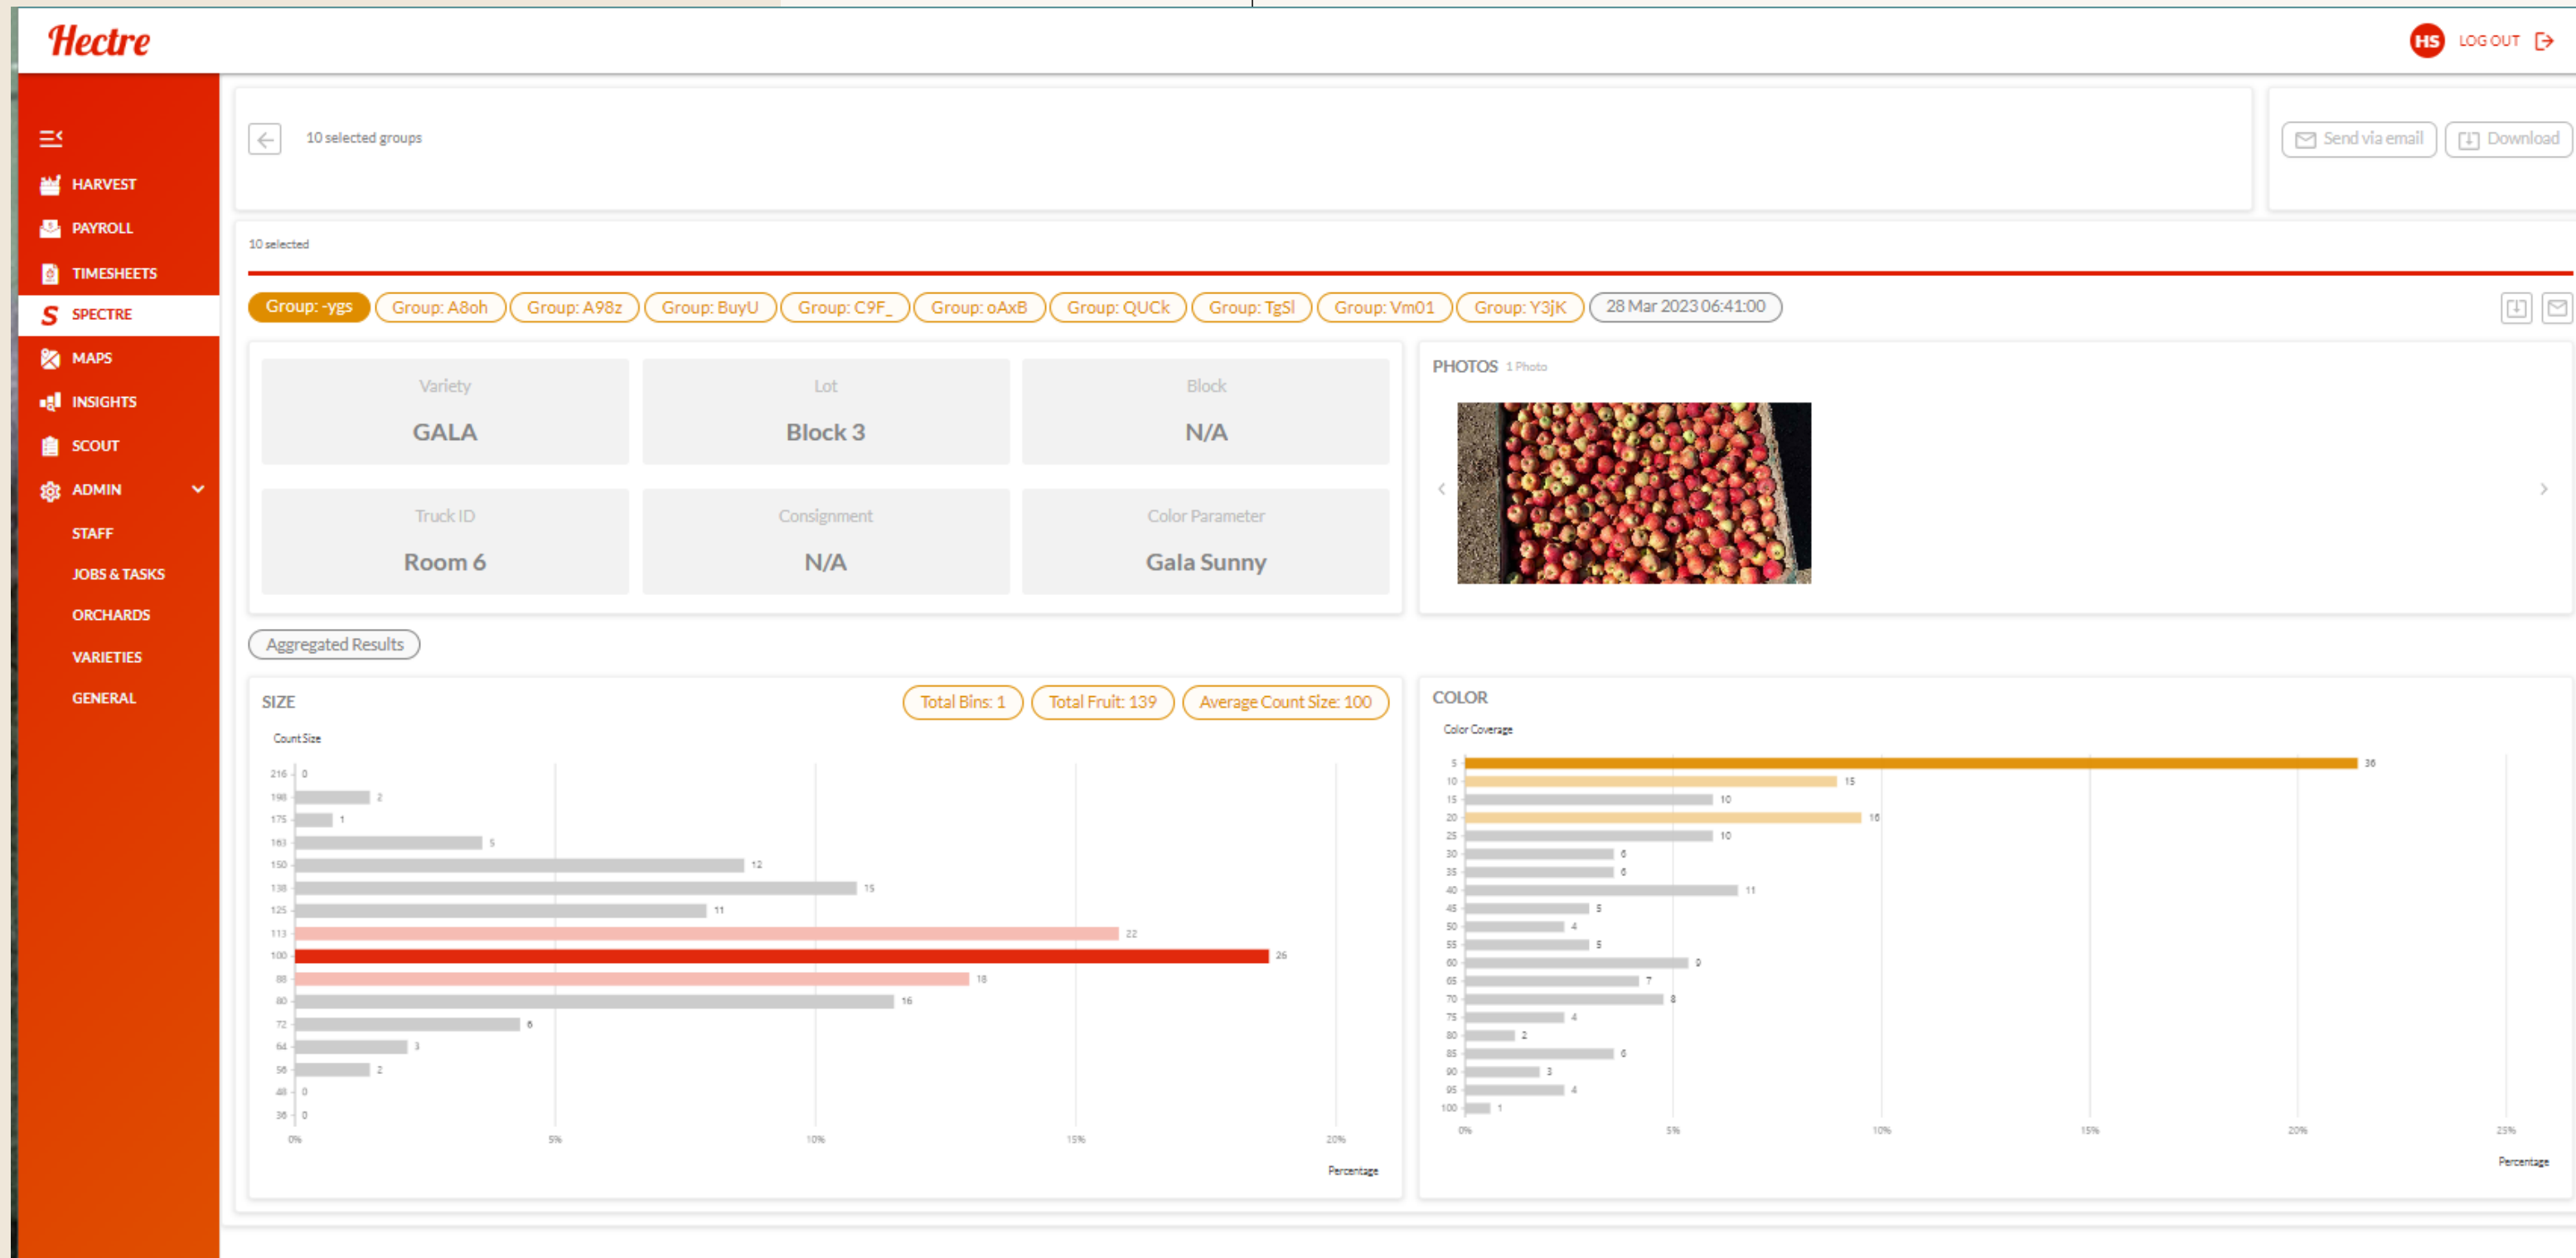 Hectre
HS LOG OUT
HARVEST
PAYROLL
TIMESHEETS
SPECTRE
MAPS
INSIGHTS
SCOUT
ADMIN
STAFF
JOBS & TASKS
ORCHARDS
VARIETIES
GENERAL
10 selected groups
Send via email Download
10 selected
Group: -ygs Group: A8oh Group: A98z Group: BuyU Group: C9F_ Group: oAxB Group: QUCk Group: TgSl Group: Vm01 Group: Y3jK 28 Mar 2023 06:41:00
Variety Lot Block
GALA Block 3 N/A
Truck ID Consignment Color Parameter
Room 6 N/A Gala Sunny
PHOTOS 1 Photo
Aggregated Results
SIZE Total Bins: 1 Total Fruit: 139 Average Count Size: 100
Count Size
216 0
198 2
175 1
163 5
150 12
138 15
125 11
113 22
100 26
88 18
80 16
72 6
64 3
56 2
48 0
36 0
0% 5% 10% 15% 20%
Percentage
COLOR
Color Coverage
5 36
10 15
15 10
20 16
25 10
30 6
35 6
40 11
45 5
50 4
55 5
60 9
65 7
70 8
75 4
80 2
85 6
90 3
95 4
100 1
0% 5% 10% 15% 20% 25%
Percentage